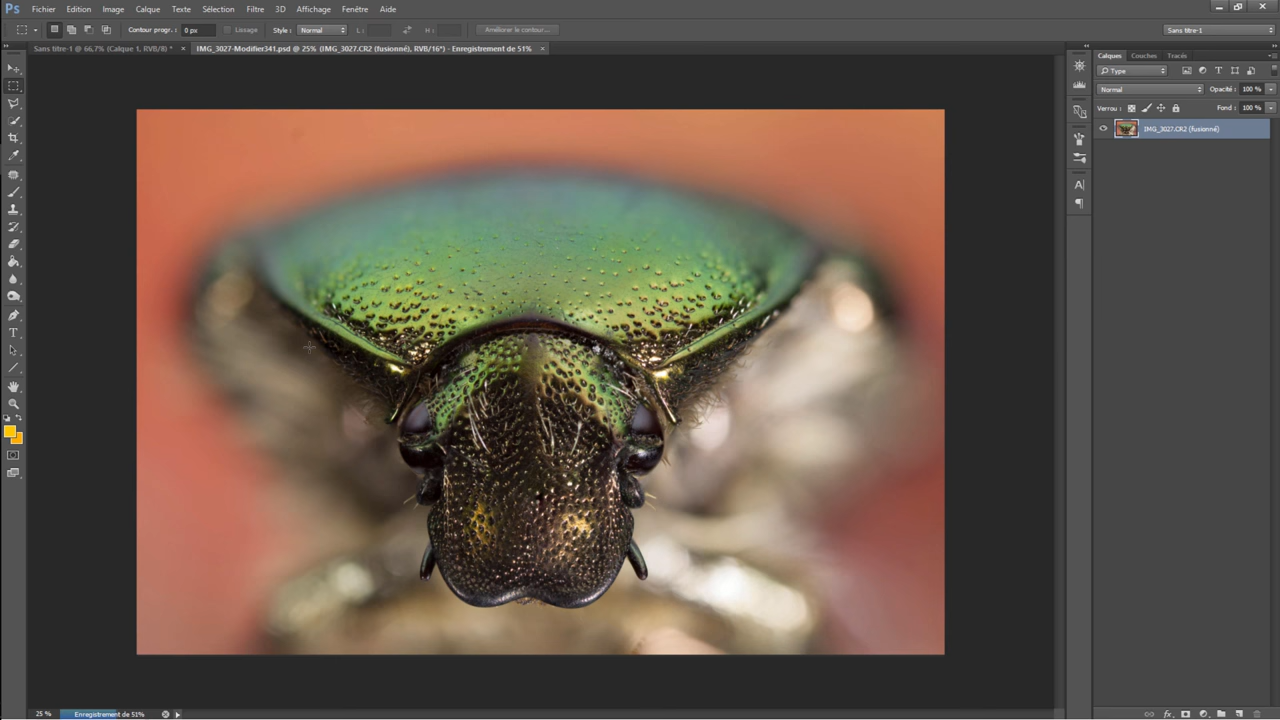 Ps Fichier Edition Image Calque Texte Sélection Filtre 3D Affichage Fenêtre Aide
Contour progr. : 0 px Lissage Style : Normal L : H : Améliorer le contour... Sans titre-1
Sans titre-1 @ 66,7% (Calque 1, RVB/8) * × IMG_3027-Modifier341.psd @ 25% (IMG_3027.CR2 (fusionné), RVB/16*) - Enregistrement de 51% ×
Calques Couches Tracés
Type
Normal Opacité : 100 %
Verrou : Fond : 100 %
IMG_3027.CR2 (fusionné)
25 % Enregistrement de 51%